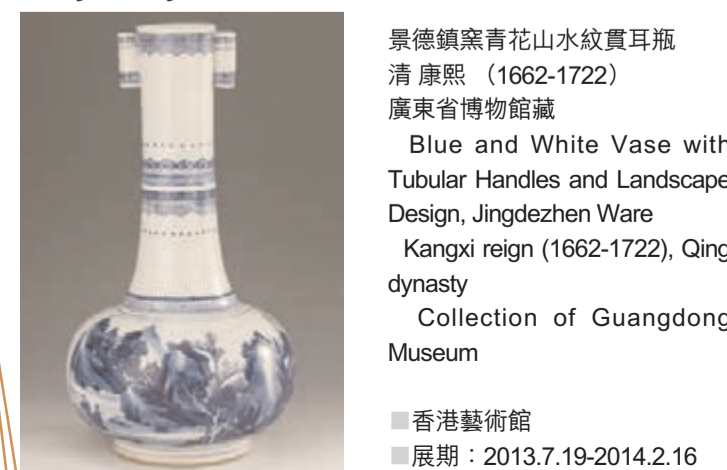 景德鎮窯青花山水紋貫耳瓶
清 康熙 （1662-1722）
廣東省博物館藏
Blue and White Vase with
Tubular Handles and Landscape
Design, Jingdezhen Ware
Kangxi reign (1662-1722), Qing
dynasty
Collection of Guangdong
Museum
■香港藝術館
■展期：2013.7.19-2014.2.16